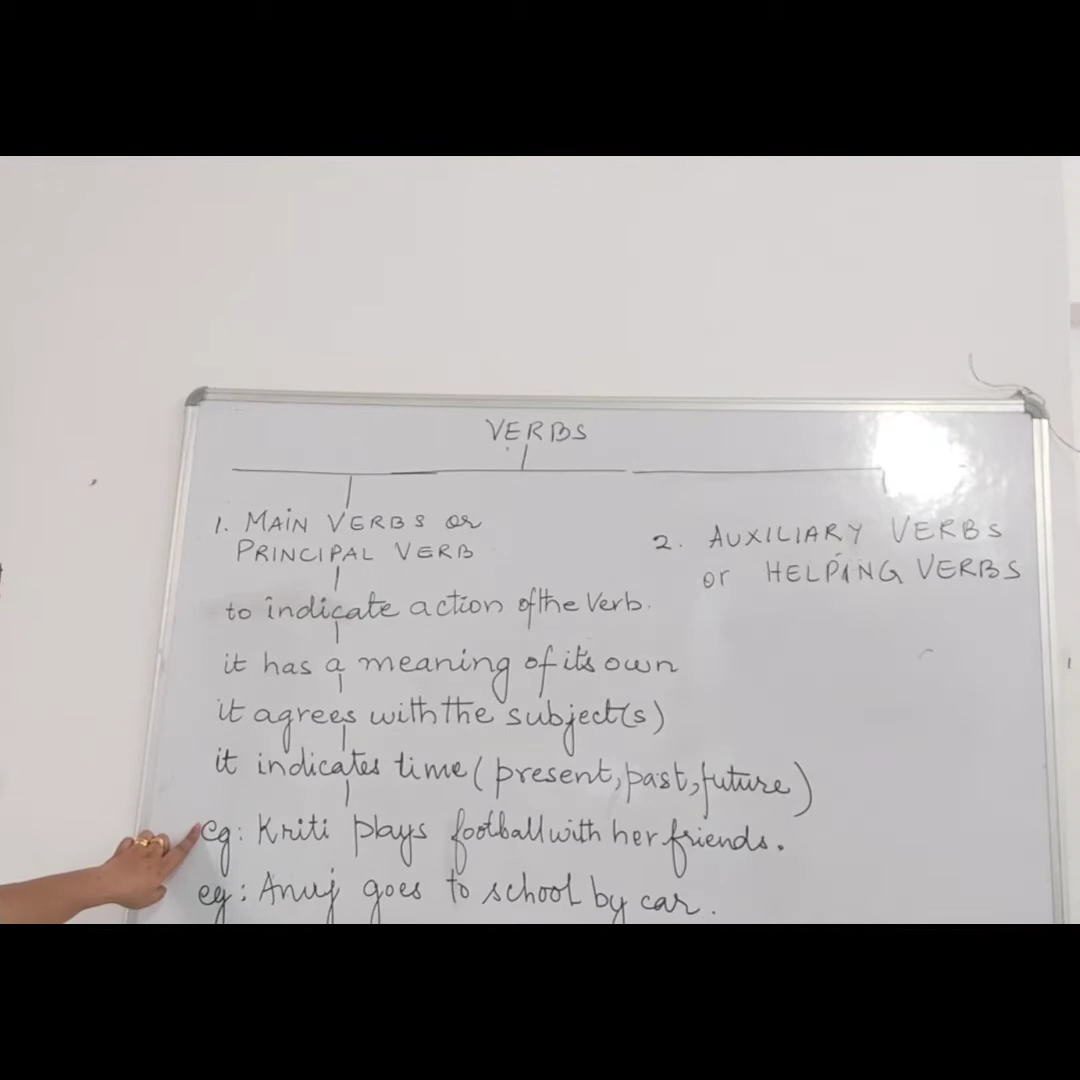 VERBS
1. MAIN VERBS or
PRINCIPAL VERB
2. AUXILIARY VERBS
or HELPING VERBS
to indicate action of the Verb.
it has a meaning of it's own
it agrees with the subject(s)
it indicates time (present, past, future)
eg: Kriti plays football with her friends.
eg: Anuj goes to school by car.